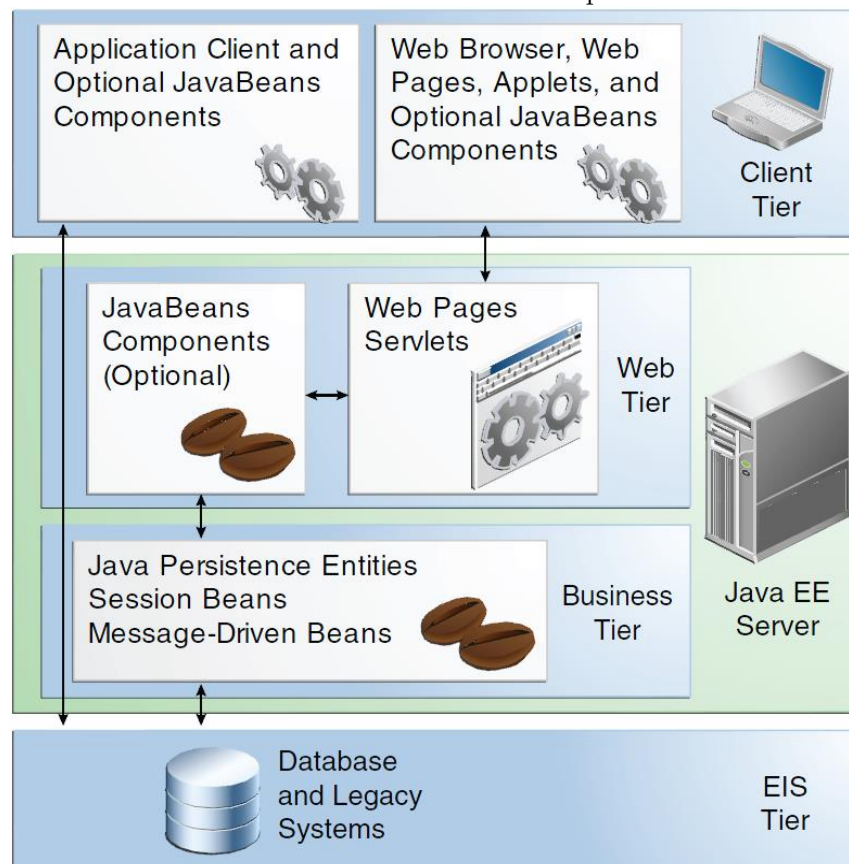 Application Client and
Optional JavaBeans
Components
Web Browser, Web
Pages, Applets, and
Optional JavaBeans
Components
Client
Tier
JavaBeans
Components
(Optional)
Web Pages
Servlets
Web
Tier
Java Persistence Entities
Session Beans
Message-Driven Beans
Business
Tier
Java EE
Server
Database
and Legacy
Systems
EIS
Tier